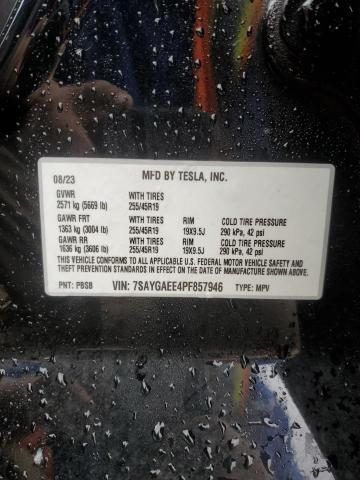 08/23 MFD BY TESLA, INC.
GVWR WITH TIRES
2571 kg (5669 lb) 255/45R19
GAWR FRT WITH TIRES RIM COLD TIRE PRESSURE
1363 kg (3004 lb) 255/45R19 19X9.5J 290 kPa, 42 psi
GAWR RR WITH TIRES RIM COLD TIRE PRESSURE
1636 kg (3606 lb) 255/45R19 19X9.5J 290 kPa, 42 psi
THIS VEHICLE CONFORMS TO ALL APPLICABLE U.S. FEDERAL MOTOR VEHICLE SAFETY
AND THEFT PREVENTION STANDARDS IN EFFECT ON THE DATE OF MANUFACTURE SHOWN ABOVE.
PNT: PBSB VIN: 7SAYGAEE4PF857946 TYPE: MPV